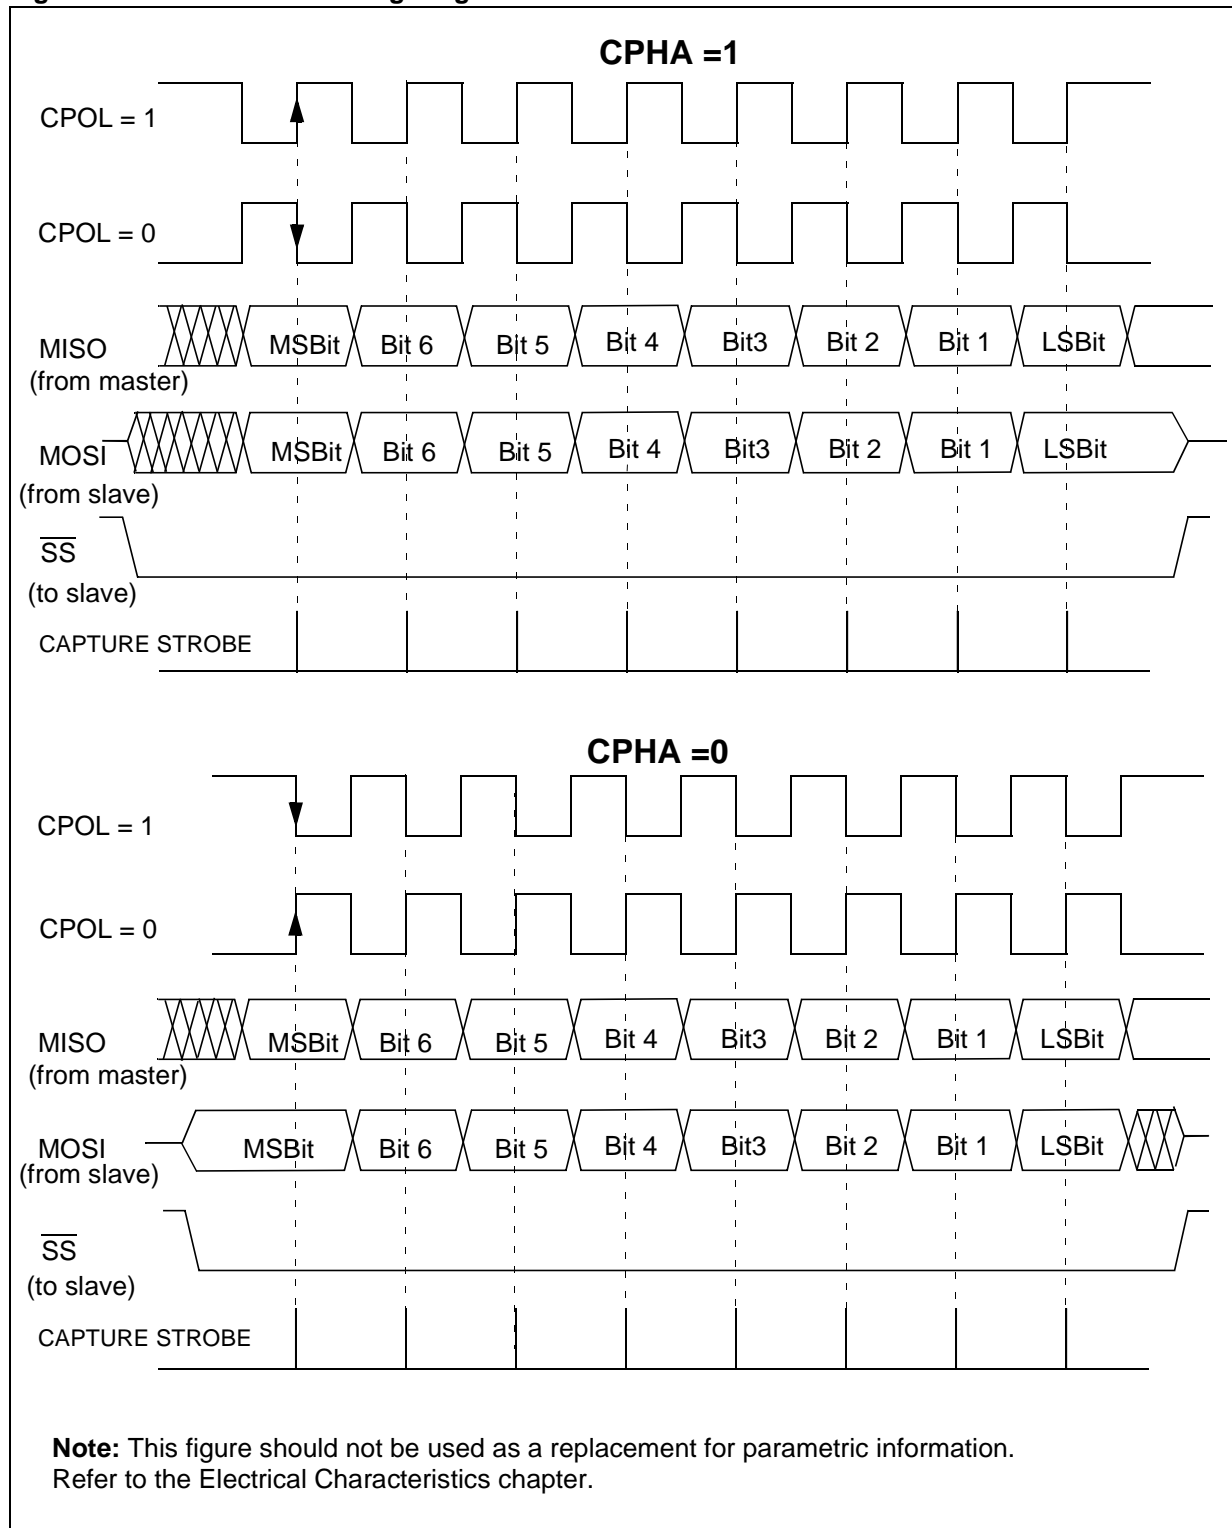 CPHA =1
CPOL = 1
CPOL = 0
MISO
(from master)
MSBit Bit 6 Bit 5 Bit 4 Bit3 Bit 2 Bit 1 LSBit
MOSI
(from slave)
MSBit Bit 6 Bit 5 Bit 4 Bit3 Bit 2 Bit 1 LSBit
SS
(to slave)
CAPTURE STROBE
CPHA =0
CPOL = 1
CPOL = 0
MISO
(from master)
MSBit Bit 6 Bit 5 Bit 4 Bit3 Bit 2 Bit 1 LSBit
MOSI
(from slave)
MSBit Bit 6 Bit 5 Bit 4 Bit3 Bit 2 Bit 1 LSBit
SS
(to slave)
CAPTURE STROBE
Note: This figure should not be used as a replacement for parametric information.
Refer to the Electrical Characteristics chapter.